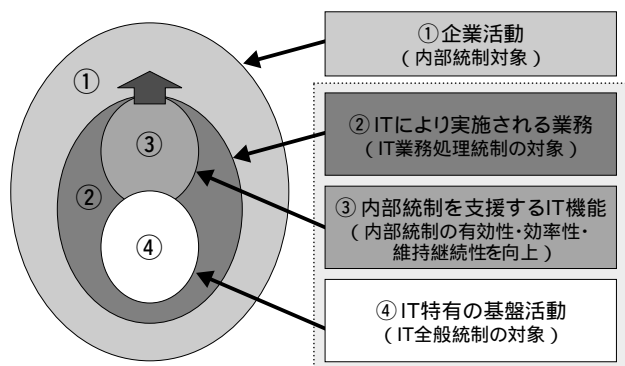 ①
③
②
④
①企業活動
(内部統制対象)
②ITにより実施される業務
(IT業務処理統制の対象)
③内部統制を支援するIT機能
(内部統制の有効性・効率性・
維持継続性を向上)
④IT特有の基盤活動
(IT全般統制の対象)